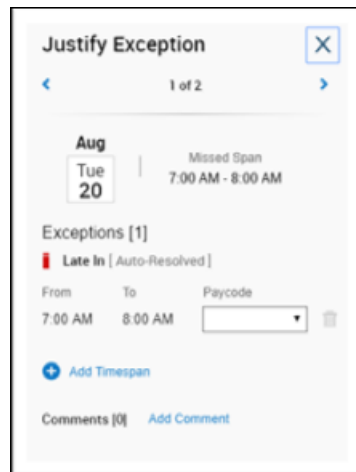 Justify Exception
1 of 2
Aug
Tue
20
Missed Span
7:00 AM - 8:00 AM
Exceptions [1]
Late In [ Auto-Resolved ]
From To Paycode
7:00 AM 8:00 AM
Add Timespan
Comments [0] Add Comment